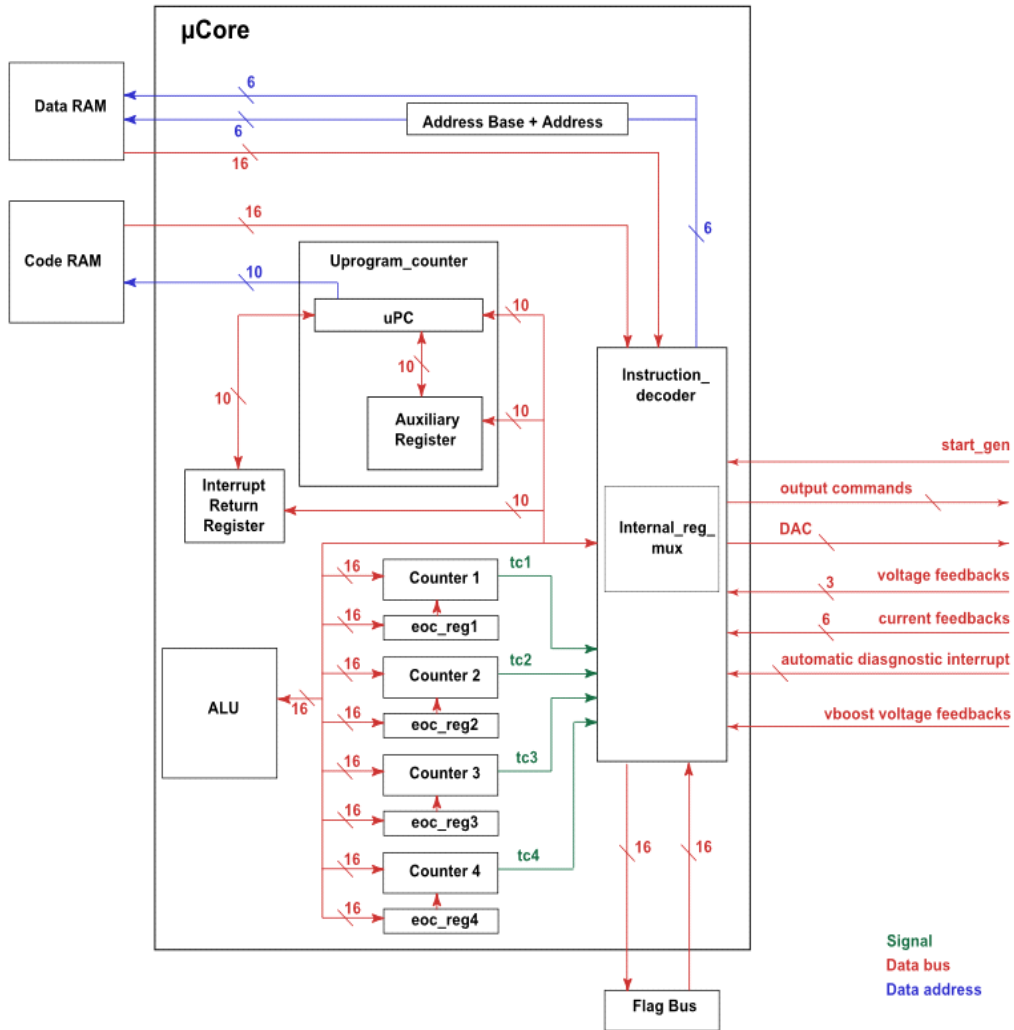 µCore
6
Data RAM
Address Base + Address
6
16
16
6
Code RAM
Uprogram_counter
10
10
uPC
10
Instruction_
decoder
10
Auxiliary
Register
10
start_gen
Interrupt
Return
Register
10
output commands
Internal_reg_
mux
DAC
tc1
16
Counter 1
3
voltage feedbacks
16
eoc_reg1
6
current feedbacks
tc2
16
Counter 2
automatic diasgnostic interrupt
ALU
16
16
eoc_reg2
vboost voltage feedbacks
tc3
16
Counter 3
16
eoc_reg3
tc4
16
16
16
Counter 4
16
eoc_reg4
Signal
Data bus
Data address
Flag Bus